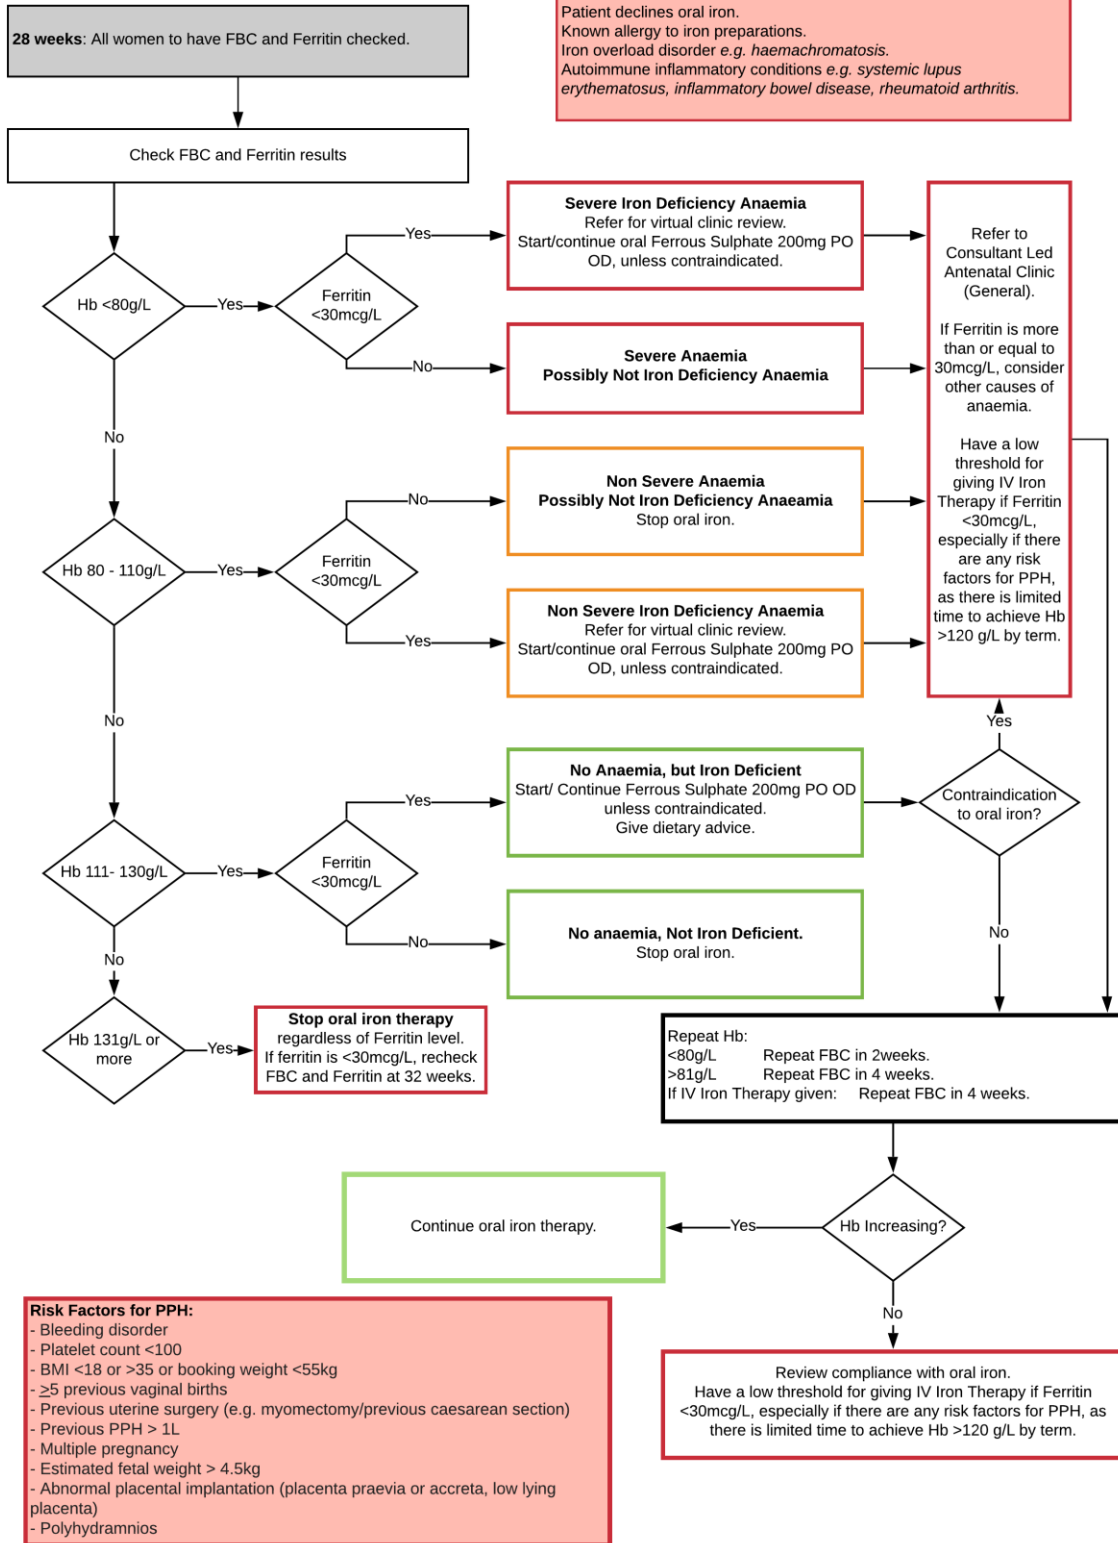 Patient declines oral iron.
Known allergy to iron preparations.
Iron overload disorder e.g. haemachromatosis.
Autoimmune inflammatory conditions e.g. systemic lupus
erythematosus, inflammatory bowel disease, rheumatoid arthritis.
28 weeks: All women to have FBC and Ferritin checked.
Check FBC and Ferritin results
Hb <80g/L
Yes
Ferritin
<30mcg/L
Yes
Severe Iron Deficiency Anaemia
Refer for virtual clinic review.
Start/continue oral Ferrous Sulphate 200mg PO
OD, unless contraindicated.
No
Severe Anaemia
Possibly Not Iron Deficiency Anaemia
Refer to
Consultant Led
Antenatal Clinic
(General).
If Ferritin is more
than or equal to
30mcg/L, consider
other causes of
anaemia.
Have a low
threshold for
giving IV Iron
Therapy if Ferritin
<30mcg/L,
especially if there
are any risk
factors for PPH,
as there is limited
time to achieve Hb
>120 g/L by term.
No
Hb 80 - 110g/L
Yes
Ferritin
<30mcg/L
No
Non Severe Anaemia
Possibly Not Iron Deficiency Anaeamia
Stop oral iron.
Yes
Non Severe Iron Deficiency Anaemia
Refer for virtual clinic review.
Start/continue oral Ferrous Sulphate 200mg PO
OD, unless contraindicated.
No
Hb 111- 130g/L
Yes
Ferritin
<30mcg/L
Yes
No Anaemia, but Iron Deficient
Start/ Continue Ferrous Sulphate 200mg PO OD
unless contraindicated.
Give dietary advice.
Yes
Contraindication
to oral iron?
No
No
No anaemia, Not Iron Deficient.
Stop oral iron.
No
Hb 131g/L or
more
Yes
Stop oral iron therapy
regardless of Ferritin level.
If ferritin is <30mcg/L, recheck
FBC and Ferritin at 32 weeks.
Repeat Hb:
<80g/L Repeat FBC in 2weeks.
>81g/L Repeat FBC in 4 weeks.
If IV Iron Therapy given: Repeat FBC in 4 weeks.
Hb Increasing?
Yes
Continue oral iron therapy.
No
Review compliance with oral iron.
Have a low threshold for giving IV Iron Therapy if Ferritin
<30mcg/L, especially if there are any risk factors for PPH, as
there is limited time to achieve Hb >120 g/L by term.
Risk Factors for PPH:
- Bleeding disorder
- Platelet count <100
- BMI <18 or >35 or booking weight <55kg
- ≥5 previous vaginal births
- Previous uterine surgery (e.g. myomectomy/previous caesarean section)
- Previous PPH > 1L
- Multiple pregnancy
- Estimated fetal weight > 4.5kg
- Abnormal placental implantation (placenta praevia or accreta, low lying
placenta)
- Polyhydramnios